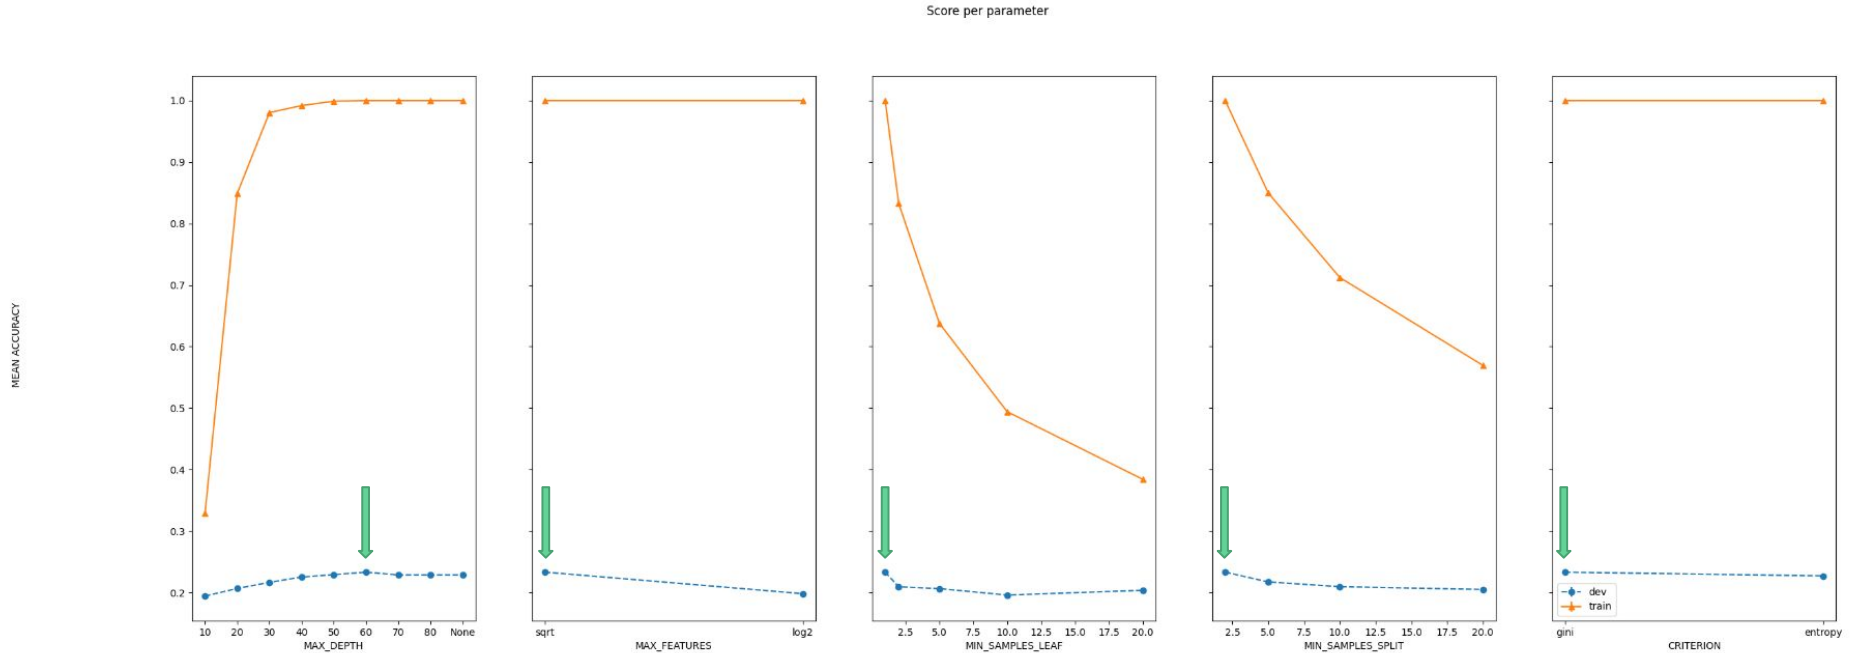 Score per parameter
MEAN ACCURACY
1.0
0.9
0.8
0.7
0.6
0.5
0.4
0.3
0.2
10 20 30 40 50 60 70 80 None
MAX_DEPTH
sqrt log2
MAX_FEATURES
2.5 5.0 7.5 10.0 12.5 15.0 17.5 20.0
MIN_SAMPLES_LEAF
2.5 5.0 7.5 10.0 12.5 15.0 17.5 20.0
MIN_SAMPLES_SPLIT
dev
train
gini entropy
CRITERION